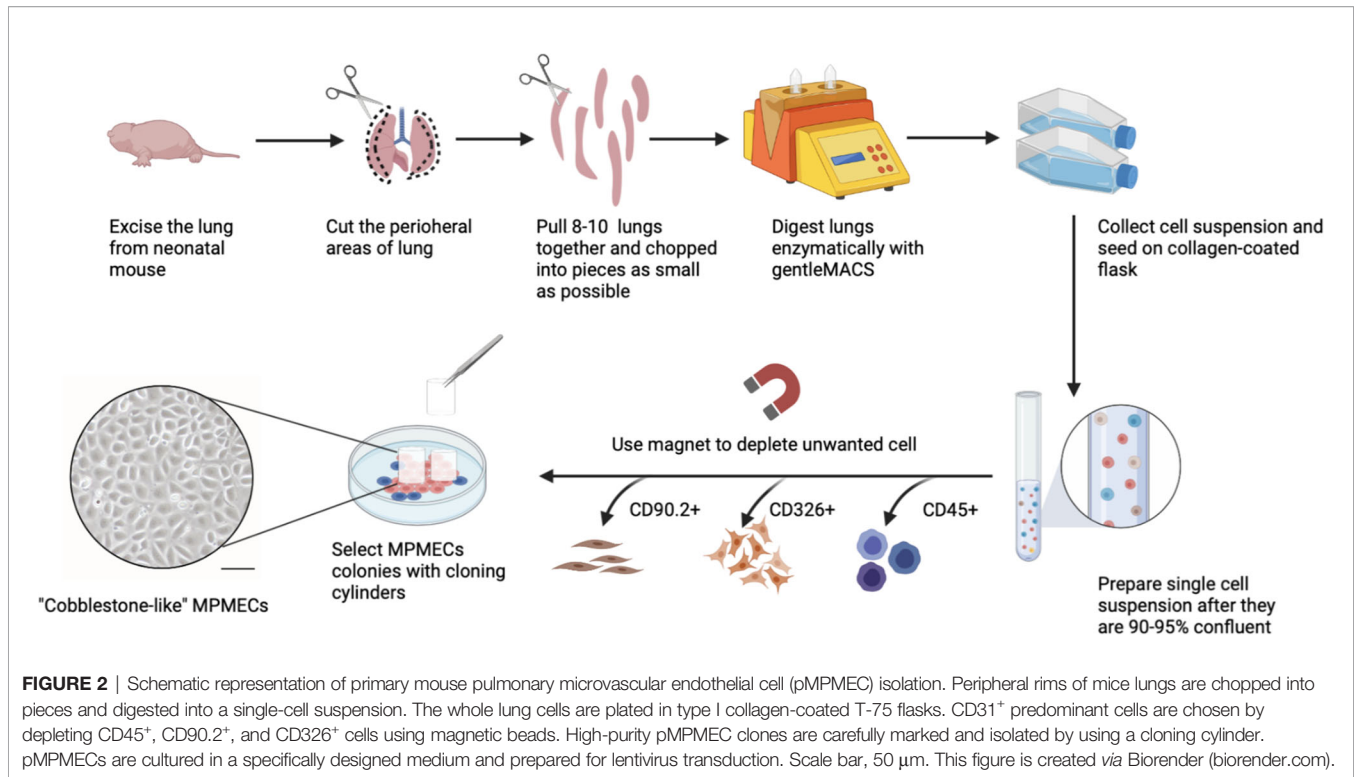 Excise the lung
from neonatal
mouse
Cut the perioheral
areas of lung
Pull 8-10 lungs
together and chopped
into pieces as small
as possible
Digest lungs
enzymatically with
gentleMACS
Collect cell suspension and
seed on collagen-coated
flask
Prepare single cell
suspension after they
are 90-95% confluent
Use magnet to deplete unwanted cell
CD90.2+
CD326+
CD45+
Select MPMECs
colonies with cloning
cylinders
"Cobblestone-like" MPMECs
FIGURE 2 | Schematic representation of primary mouse pulmonary microvascular endothelial cell (pMPMEC) isolation. Peripheral rims of mice lungs are chopped into
pieces and digested into a single-cell suspension. The whole lung cells are plated in type I collagen-coated T-75 flasks. CD31⁺ predominant cells are chosen by
depleting CD45⁺, CD90.2⁺, and CD326⁺ cells using magnetic beads. High-purity pMPMEC clones are carefully marked and isolated by using a cloning cylinder.
pMPMECs are cultured in a specifically designed medium and prepared for lentivirus transduction. Scale bar, 50 μm. This figure is created via Biorender (biorender.com).